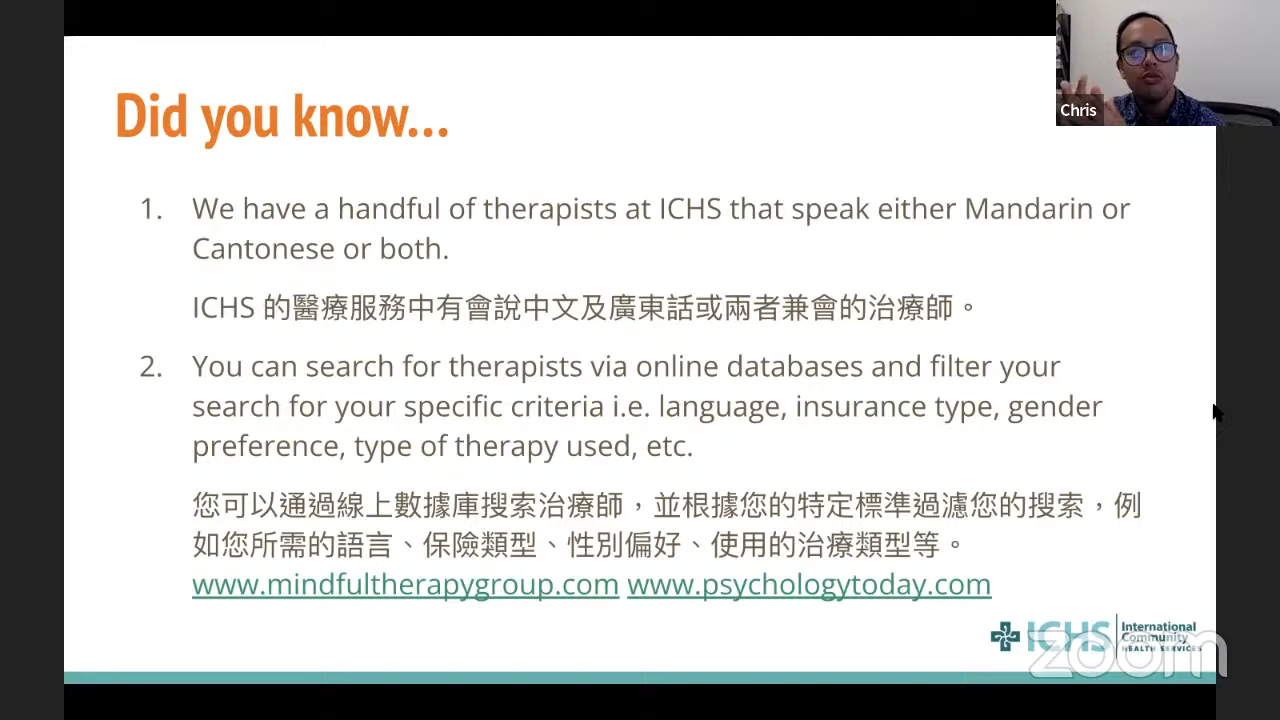 Chris
Did you know...
1. We have a handful of therapists at ICHS that speak either Mandarin or
Cantonese or both.
ICHS 的醫療服務中有會說中文及廣東話或兩者兼會的治療師。
2. You can search for therapists via online databases and filter your
search for your specific criteria i.e. language, insurance type, gender
preference, type of therapy used, etc.
您可以通過線上數據庫搜索治療師，並根據您的特定標準過濾您的搜索，例
如您所需的語言、保險類型、性別偏好、使用的治療類型等。
www.mindfultherapygroup.com www.psychologytoday.com
ICHS International
Community
HEALTH SERVICES
zoom